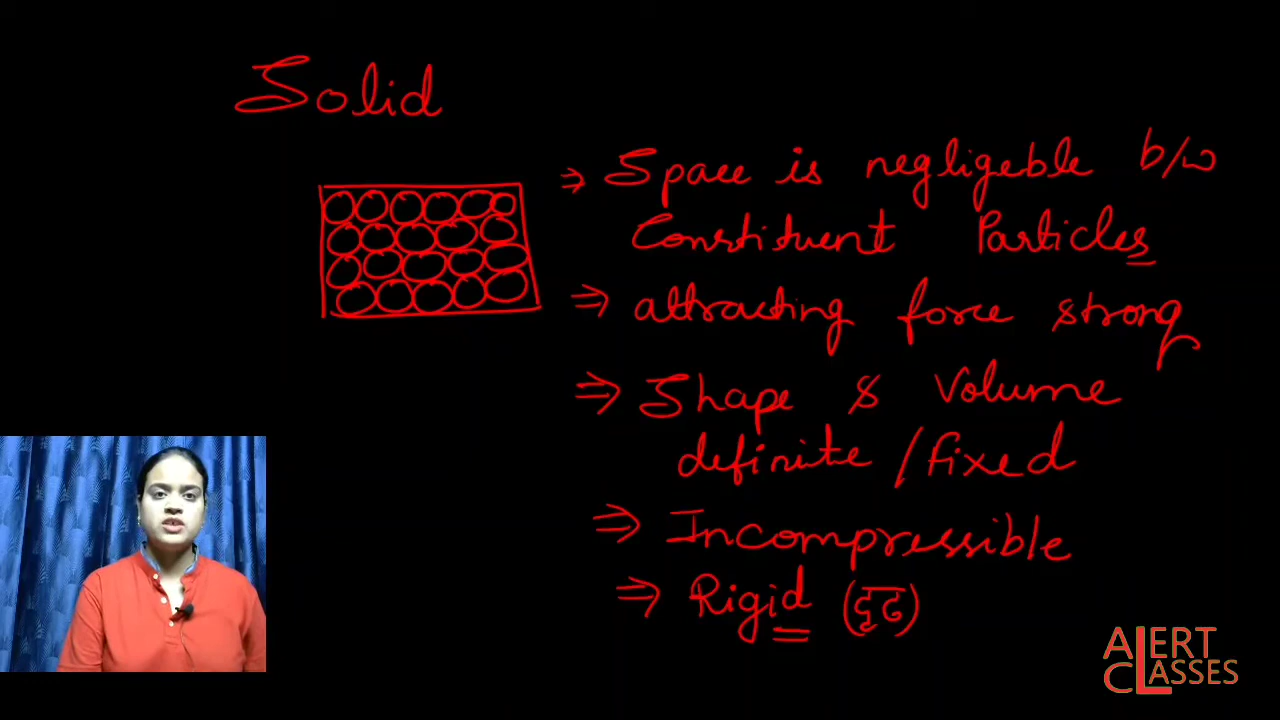 Solid
⇒ Space is negligeble b/w
Constituent Particles
⇒ attracting force strong
⇒ Shape & Volume
definite / fixed
⇒ Incompressible
⇒ Rigid (दृढ)
ALERT
CLASSES